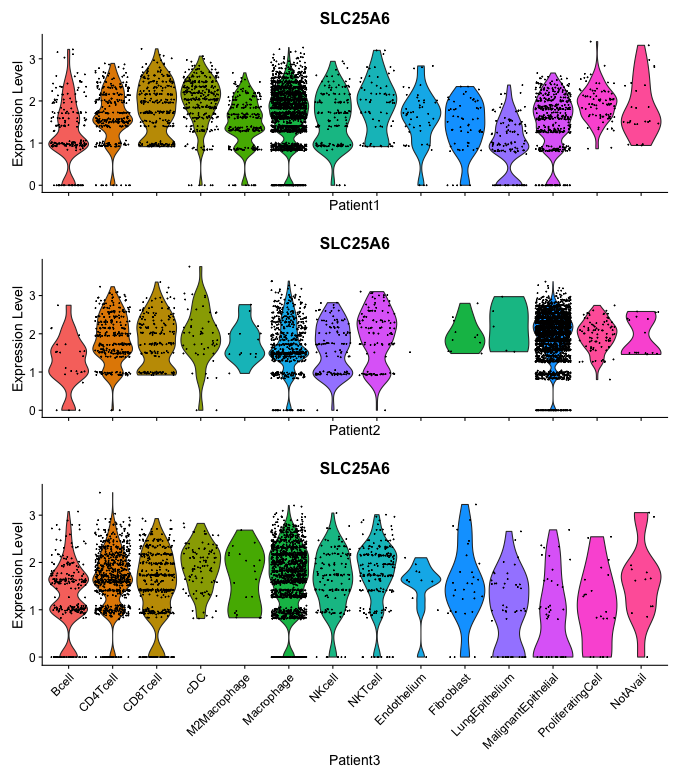 SLC25A6
Expression Level
3
2
1
0
Patient1
SLC25A6
Expression Level
3
2
1
0
Patient2
SLC25A6
Expression Level
3
2
1
0
Bcell
CD4Tcell
CD8Tcell
cDC
M2Macrophage
Macrophage
NKcell
NKTcell
Endothelium
Fibroblast
LungEpithelium
MalignantEpithelial
ProliferatingCell
NotAvail
Patient3